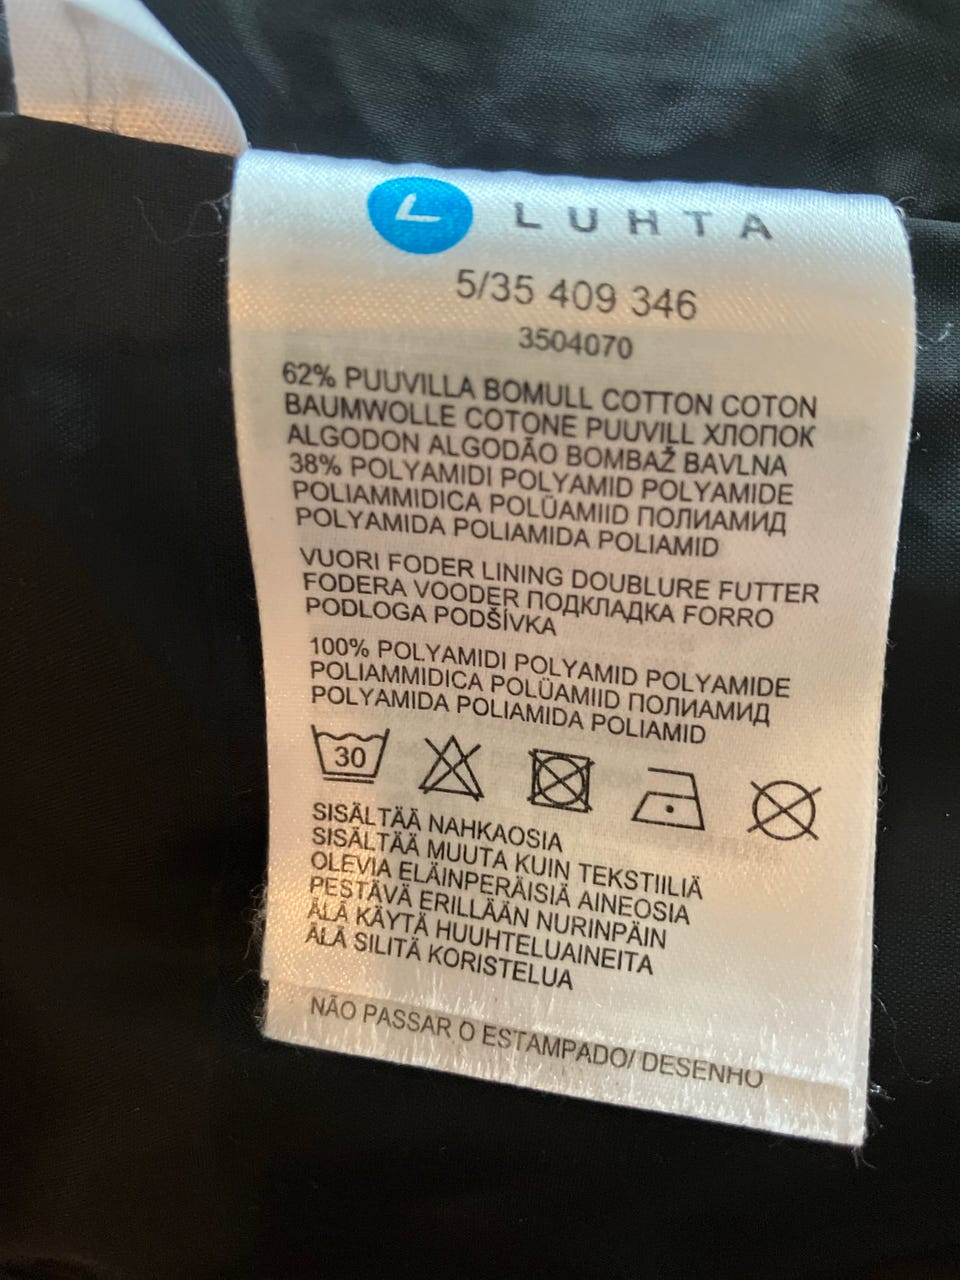 LUHTA
5/35 409 346
3504070
62% PUUVILLA BOMULL COTTON COTON
BAUMWOLLE COTONE PUUVILL ХЛОПОК
ALGODON ALGODÃO BOMBAŽ BAVLNA
38% POLYAMIDI POLYAMID POLYAMIDE
POLIAMMIDICA POLÜAMIID ПОЛИАМИД
POLYAMIDA POLIAMIDA POLIAMID
VUORI FODER LINING DOUBLURE FUTTER
FODERA VOODER ПОДКЛАДКА FORRO
PODLOGA PODŠÍVKA
100% POLYAMIDI POLYAMID POLYAMIDE
POLIAMMIDICA POLÜAMIID ПОЛИАМИД
POLYAMIDA POLIAMIDA POLIAMID
30
SISÄLTÄÄ NAHKAOSIA
SISÄLTÄÄ MUUTA KUIN TEKSTIILIÄ
OLEVIA ELÄINPERÄISIÄ AINEOSIA
PESTÄVÄ ERILLÄÄN NURINPÄIN
ÄLÄ KÄYTÄ HUUHTELUAINEITA
ÄLÄ SILITÄ KORISTELUA
NÃO PASSAR O ESTAMPADO/ DESENHO